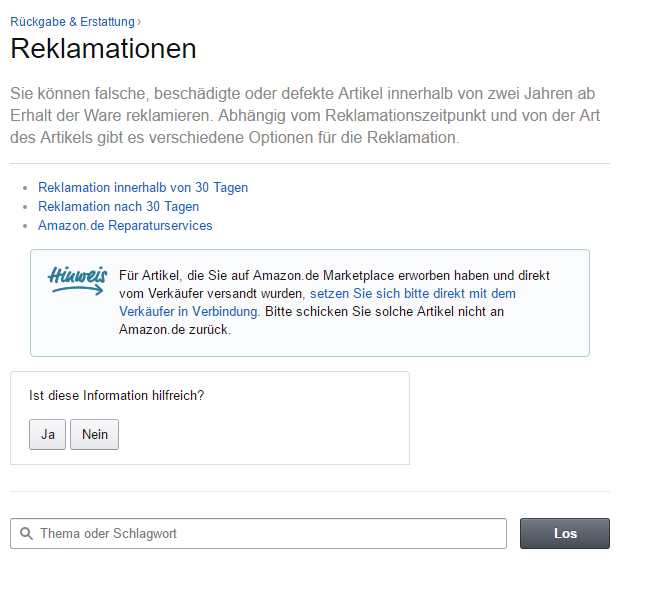 Rückgabe & Erstattung ›
Reklamationen
Sie können falsche, beschädigte oder defekte Artikel innerhalb von zwei Jahren ab
Erhalt der Ware reklamieren. Abhängig vom Reklamationszeitpunkt und von der Art
des Artikels gibt es verschiedene Optionen für die Reklamation.
• Reklamation innerhalb von 30 Tagen
• Reklamation nach 30 Tagen
• Amazon.de Reparaturservices
Hinweis
Für Artikel, die Sie auf Amazon.de Marketplace erworben haben und direkt
vom Verkäufer versandt wurden, setzen Sie sich bitte direkt mit dem
Verkäufer in Verbindung. Bitte schicken Sie solche Artikel nicht an
Amazon.de zurück.
Ist diese Information hilfreich?
Ja Nein
Thema oder Schlagwort Los